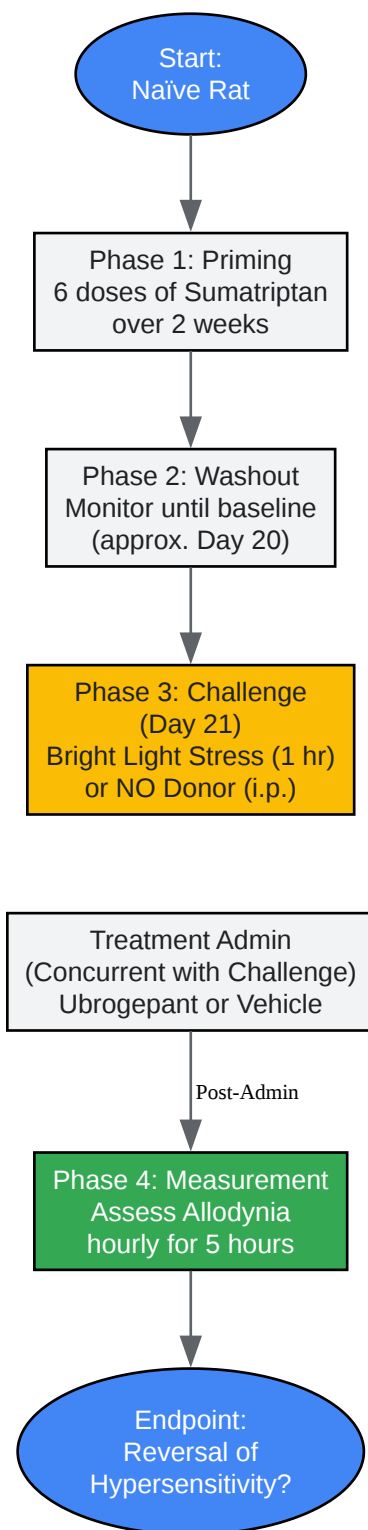 Start:
Naïve Rat
Phase 1: Priming
6 doses of Sumatriptan
over 2 weeks
Phase 2: Washout
Monitor until baseline
(approx. Day 20)
Phase 3: Challenge
(Day 21)
Bright Light Stress (1 hr)
or NO Donor (i.p.)
Treatment Admin
(Concurrent with Challenge)
Ubrogepant or Vehicle
Post-Admin
Phase 4: Measurement
Assess Allodynia
hourly for 5 hours
Endpoint:
Reversal of
Hypersensitivity?